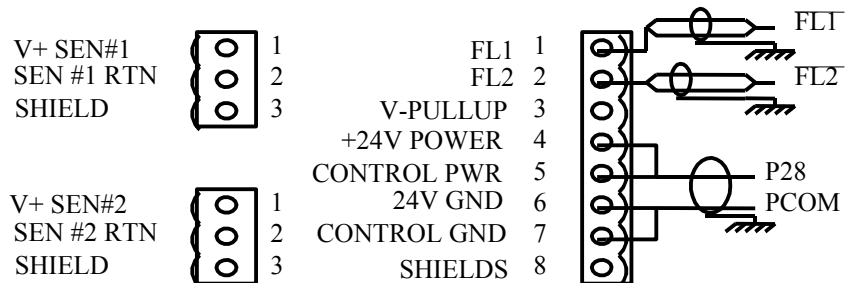 V+ SEN#1 1
SEN #1 RTN 2
SHIELD 3
V+ SEN#2 1
SEN #2 RTN 2
SHIELD 3
FL1 1 FL1
FL2 2 FL2
V-PULLUP 3
+24V POWER 4
CONTROL PWR 5 P28
24V GND 6 PCOM
CONTROL GND 7
SHIELDS 8